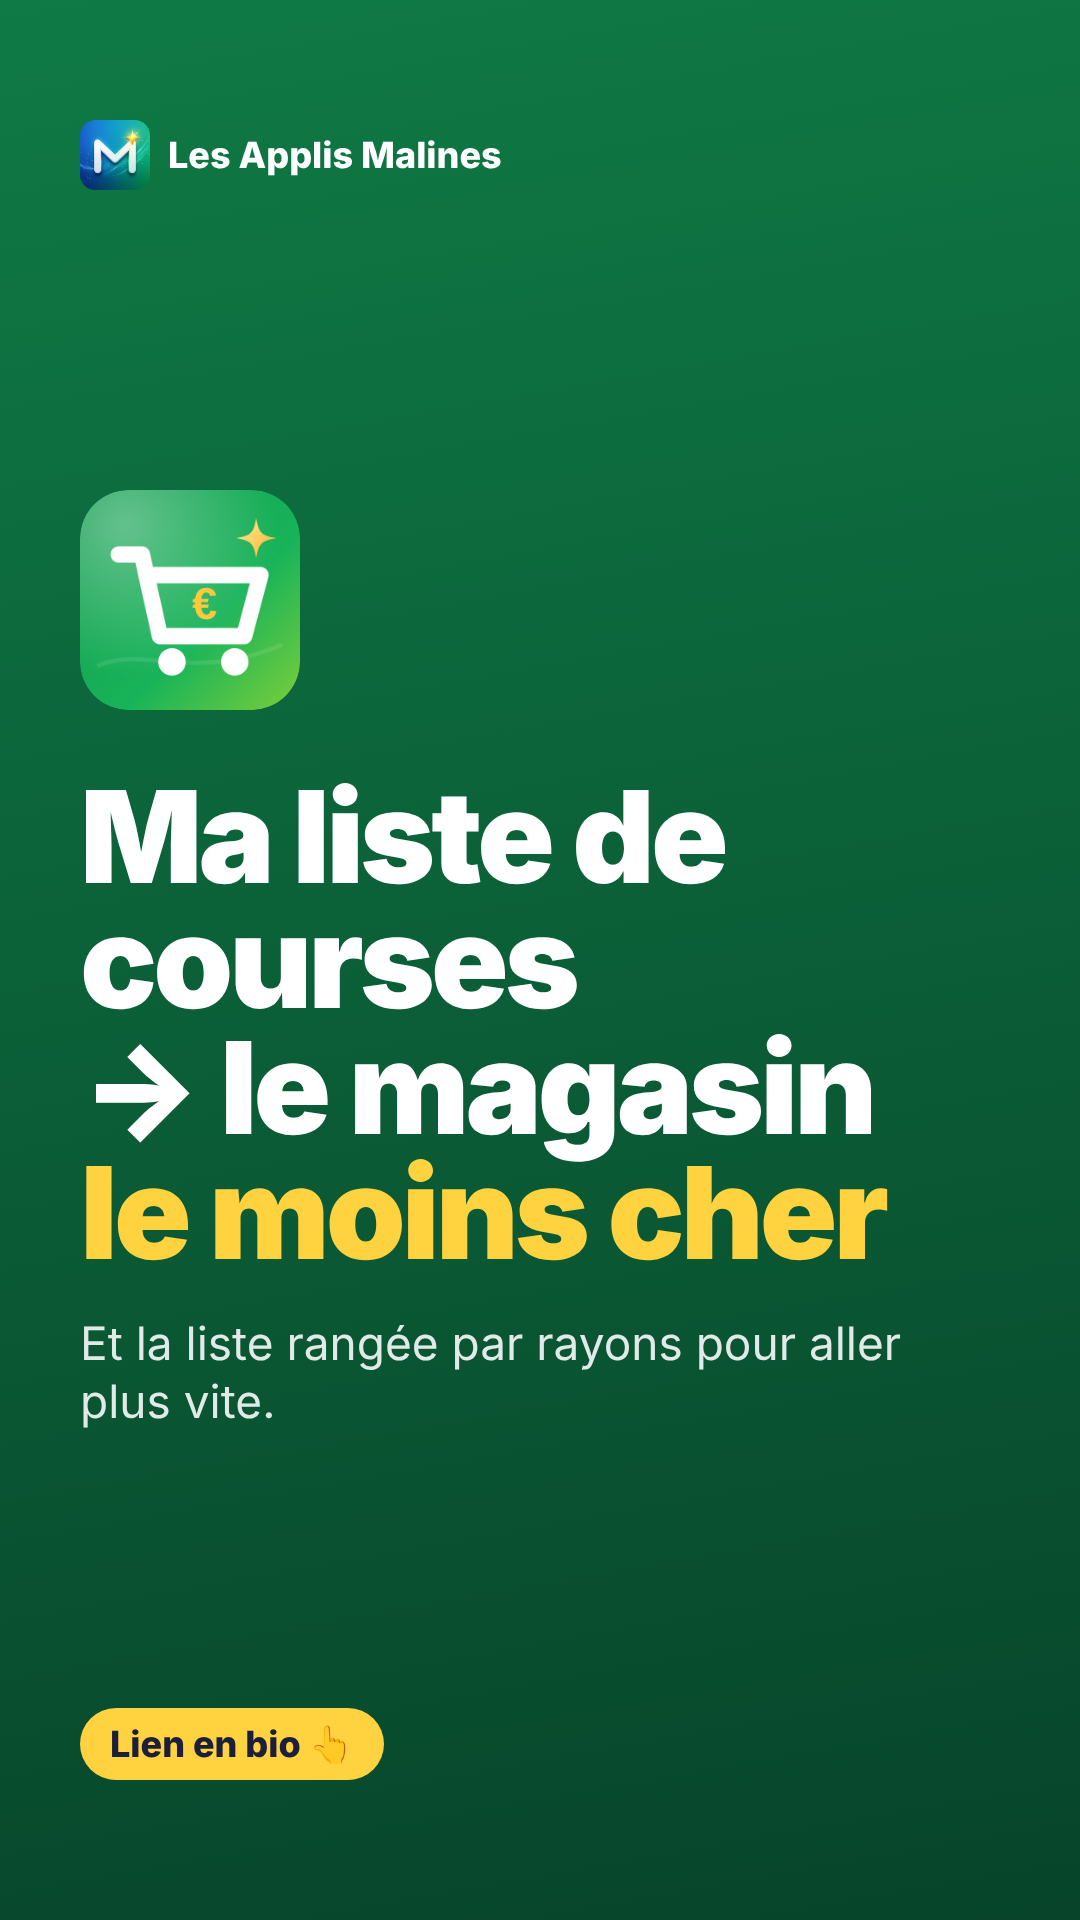 Les Applis Malines
€
Ma liste de
courses
→ le magasin
le moins cher
Et la liste rangée par rayons pour aller
plus vite.
Lien en bio 👆